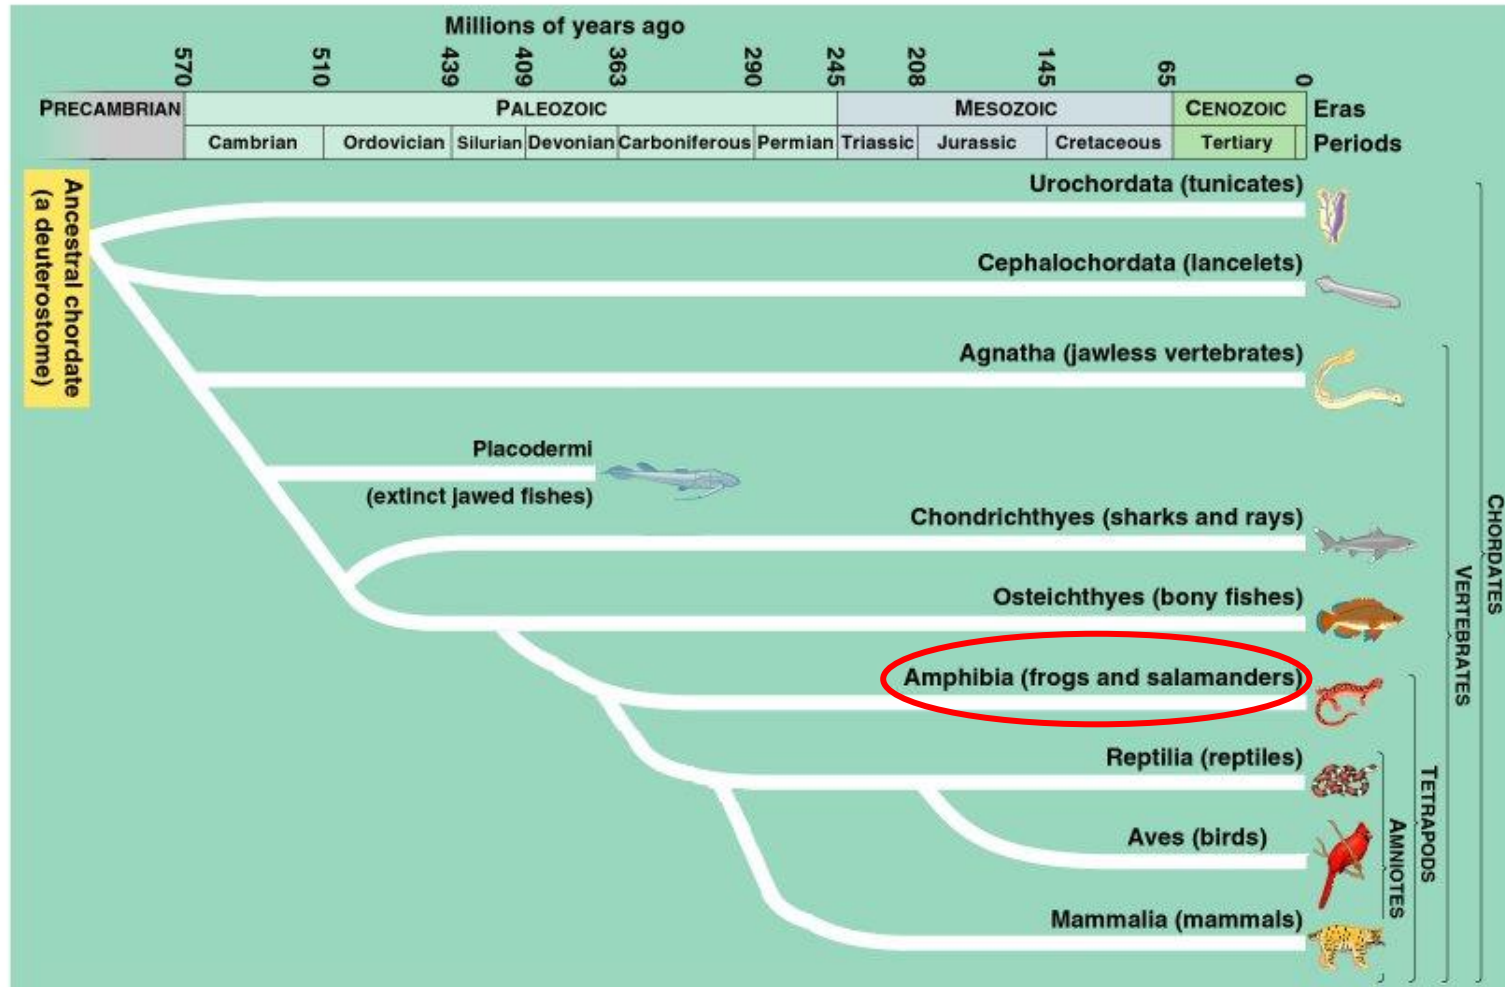 Millions of years ago
570 510 439 409 363 290 245 208 145 65 0
PRECAMBRIAN PALEOZOIC MESOZOIC CENOZOIC Eras
Cambrian Ordovician Silurian Devonian Carboniferous Permian Triassic Jurassic Cretaceous Tertiary Periods
Ancestral chordate
(a deuterostome)
Urochordata (tunicates)
Cephalochordata (lancelets)
Agnatha (jawless vertebrates)
Placodermi
(extinct jawed fishes)
Chondrichthyes (sharks and rays)
Osteichthyes (bony fishes)
Amphibia (frogs and salamanders)
Reptilia (reptiles)
Aves (birds)
Mammalia (mammals)
AMNIOTES
TETRAPODS
VERTEBRATES
CHORDATES